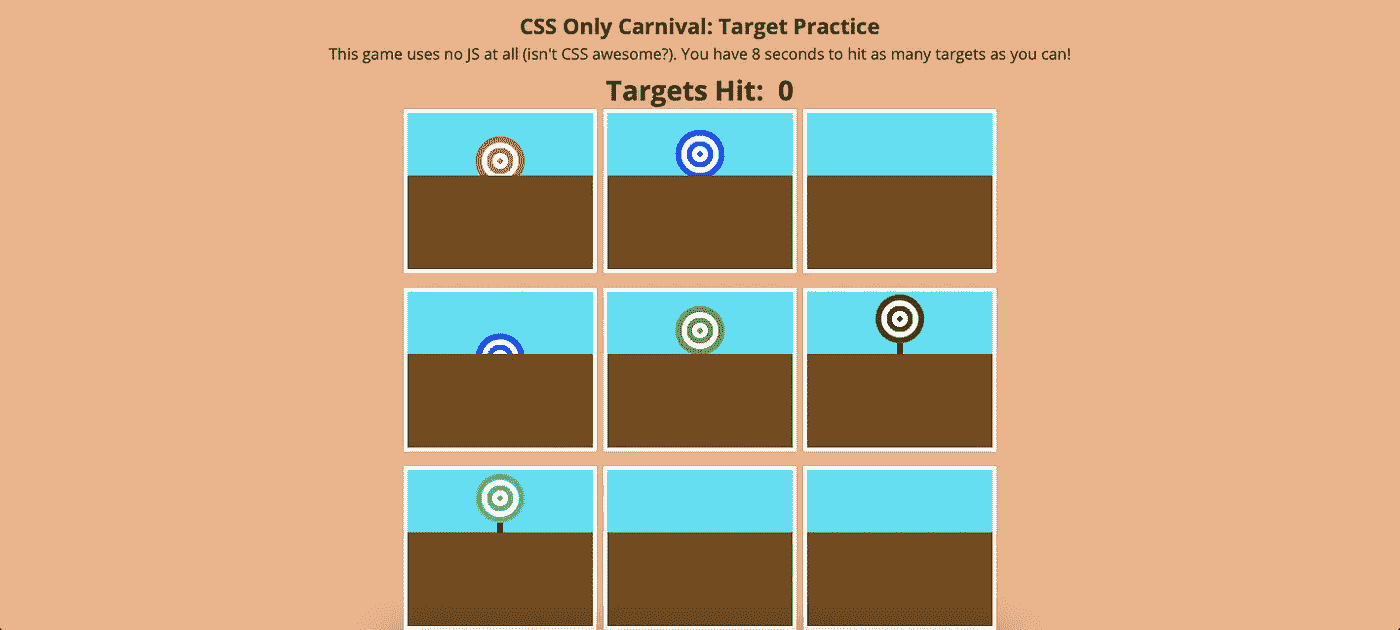 CSS Only Carnival: Target Practice
This game uses no JS at all (isn't CSS awesome?). You have 8 seconds to hit as many targets as you can!
Targets Hit: 0